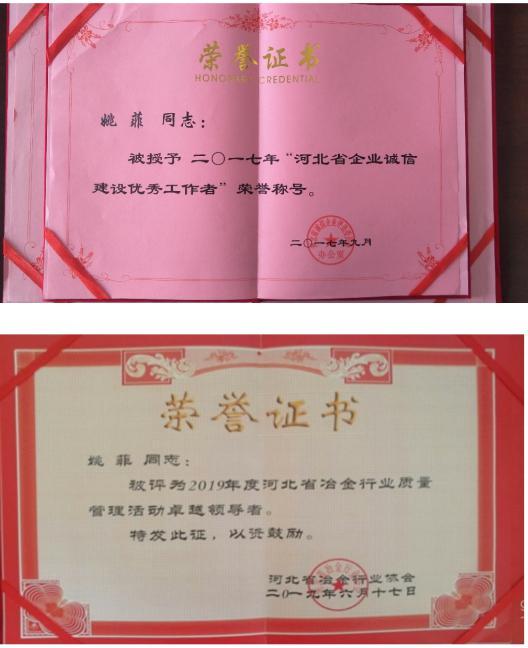 荣誉证书
HONORARY CREDENTIAL
姚菲 同志：
被授予 二〇一七年“河北省企业诚信
建设优秀工作者”荣誉称号。
二〇一七年九月
办公室
荣誉证书
姚菲 同志：
被评为2019年度河北省冶金行业质量
管理活动卓越领导者。
特发此证，以资鼓励。
河北省冶金行业协会
二〇一九年六月十七日